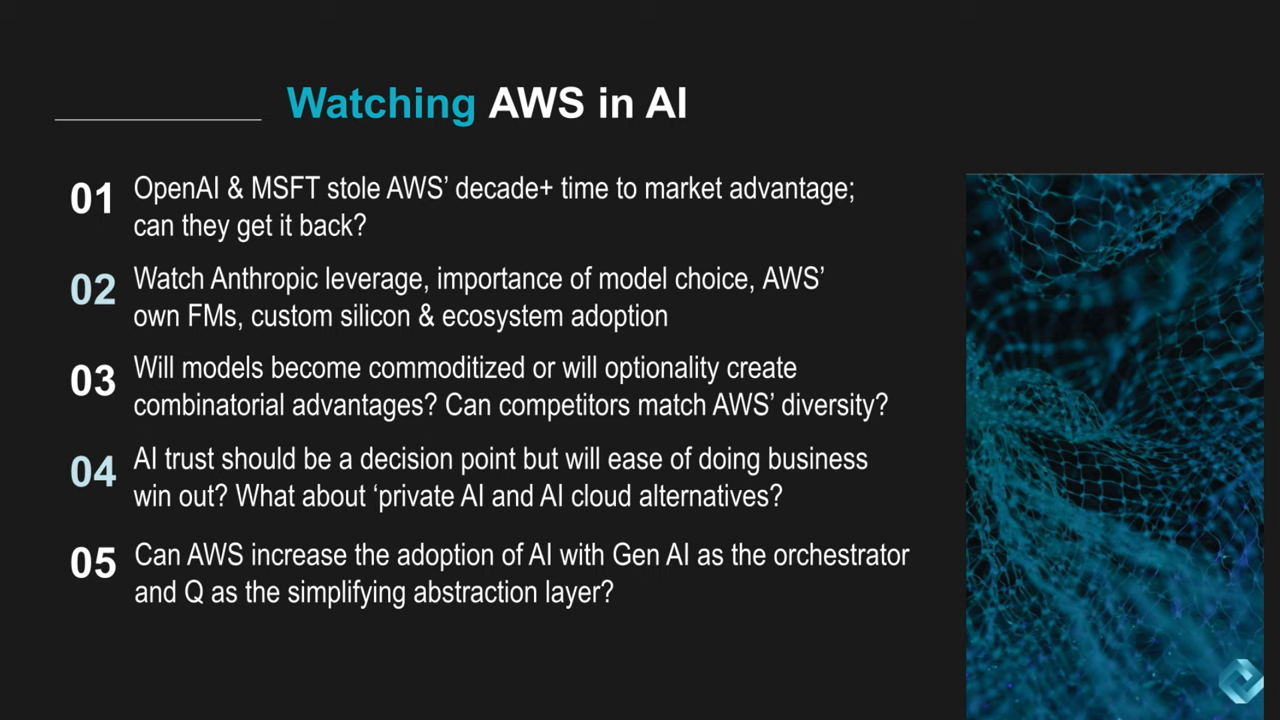 Watching AWS in AI
01
OpenAI & MSFT stole AWS’ decade+ time to market advantage;
can they get it back?
02
Watch Anthropic leverage, importance of model choice, AWS’
own FMs, custom silicon & ecosystem adoption
03
Will models become commoditized or will optionality create
combinatorial advantages? Can competitors match AWS’ diversity?
04
AI trust should be a decision point but will ease of doing business
win out? What about ‘private AI and AI cloud alternatives?
05
Can AWS increase the adoption of AI with Gen AI as the orchestrator
and Q as the simplifying abstraction layer?